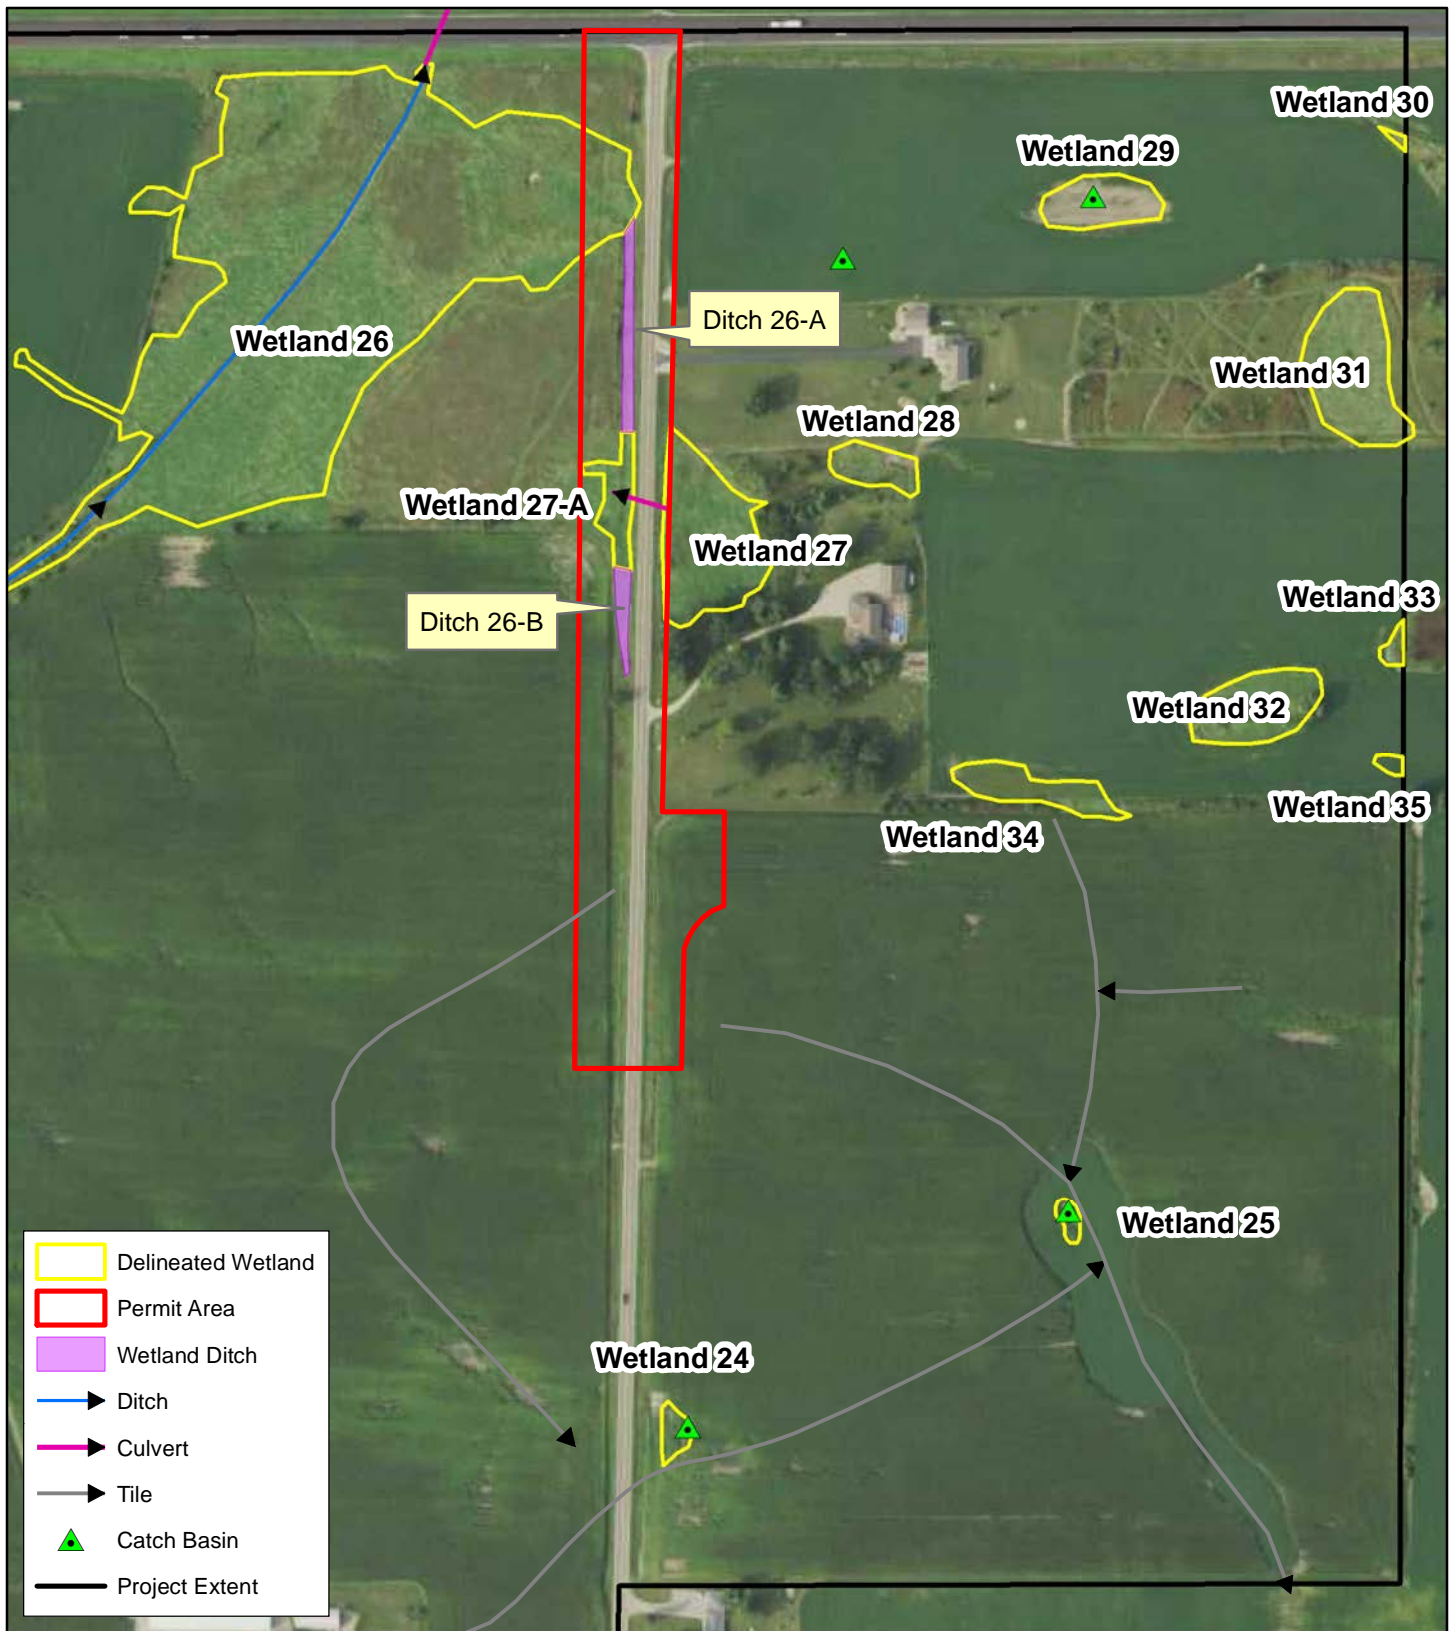 Wetland 30
Wetland 29
Ditch 26-A
Wetland 26
Wetland 31
Wetland 28
Wetland 27-A
Wetland 27
Ditch 26-B
Wetland 33
Wetland 32
Wetland 35
Wetland 34
Wetland 25
Wetland 24
Delineated Wetland
Permit Area
Wetland Ditch
Ditch
Culvert
Tile
Catch Basin
Project Extent